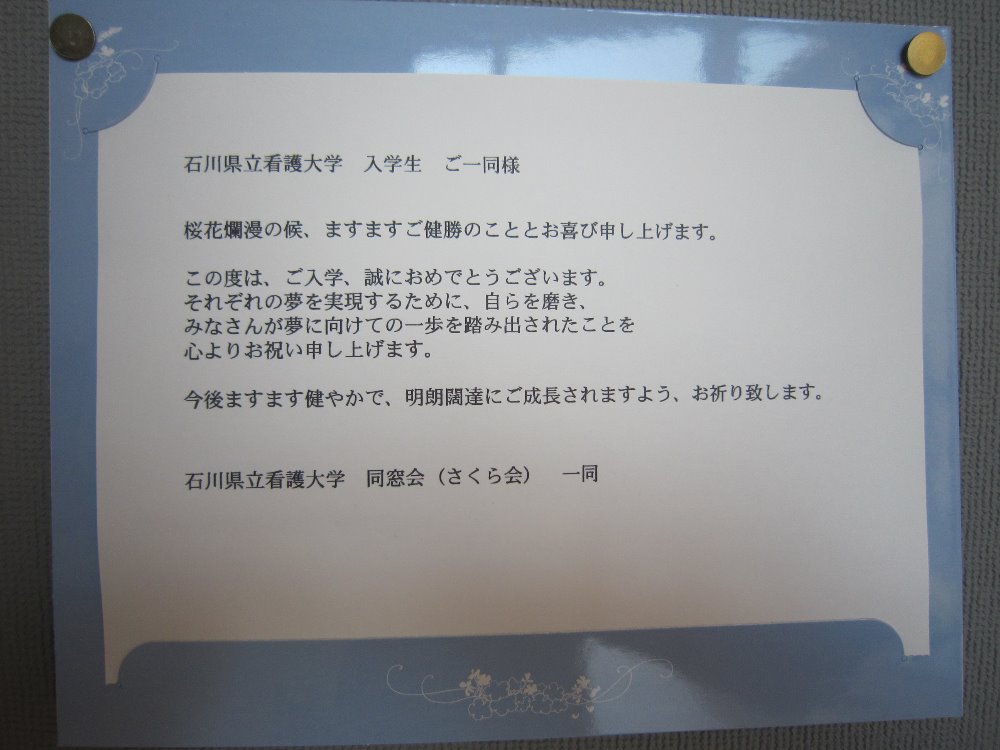 石川県立看護大学　入学生　ご一同様
桜花爛漫の候、ますますご健勝のこととお喜び申し上げます。
この度は、ご入学、誠におめでとうございます。
それぞれの夢を実現するために、自らを磨き、
みなさんが夢に向けての一歩を踏み出されたことを
心よりお祝い申し上げます。
今後ますます健やかで、明朗闊達にご成長されますよう、お祈り致します。
石川県立看護大学　同窓会（さくら会）　一同